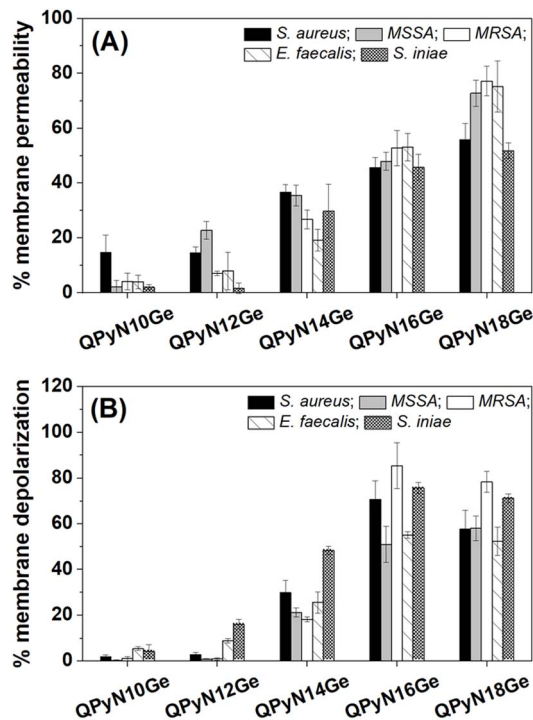 (A)
S. aureus; MSSA; MRSA;
E. faecalis; S. iniae
% membrane permeability
100
80
60
40
20
0
QPyN10Ge QPyN12Ge QPyN14Ge QPyN16Ge QPyN18Ge
(B)
S. aureus; MSSA; MRSA;
E. faecalis; S. iniae
% membrane depolarization
120
100
80
60
40
20
0
QPyN10Ge QPyN12Ge QPyN14Ge QPyN16Ge QPyN18Ge